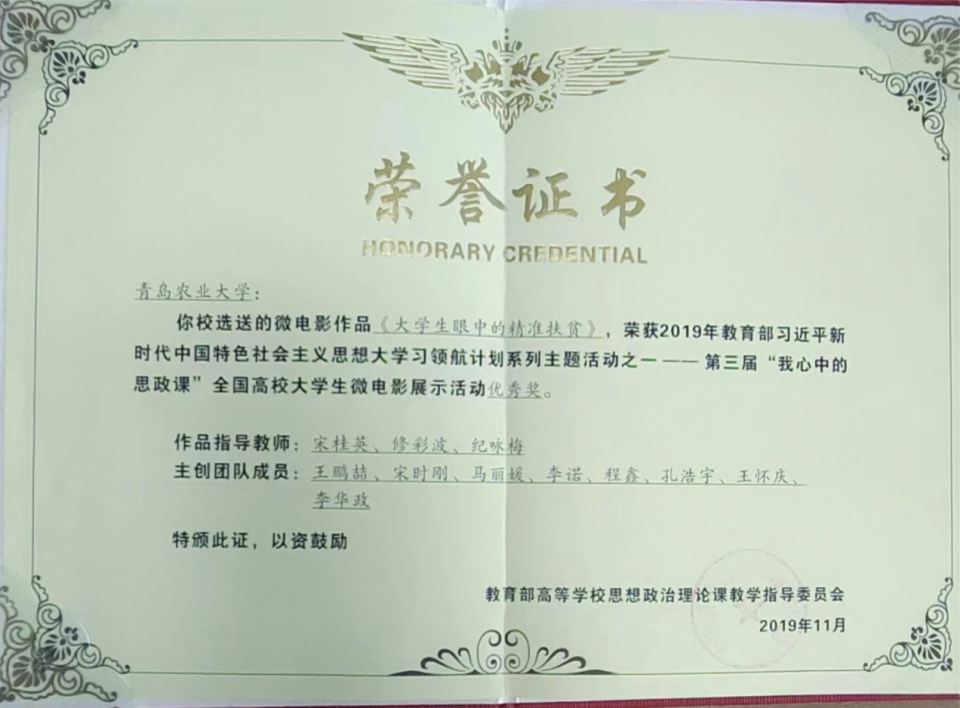 荣誉证书
HONORARY CREDENTIAL
青岛农业大学：
你校选送的微电影作品《大学生眼中的精准扶贫》，荣获2019年教育部习近平新
时代中国特色社会主义思想大学习领航计划系列主题活动之一——第三届“我心中的
思政课”全国高校大学生微电影展示活动优秀奖。
作品指导教师：宋桂英、修彩波、纪咏梅
主创团队成员：王鹏喆、宋时刚、马丽媛、李诺、程鑫、孔浩宇、王怀庆、
李华政
特颁此证，以资鼓励
教育部高等学校思想政治理论课教学指导委员会
2019年11月